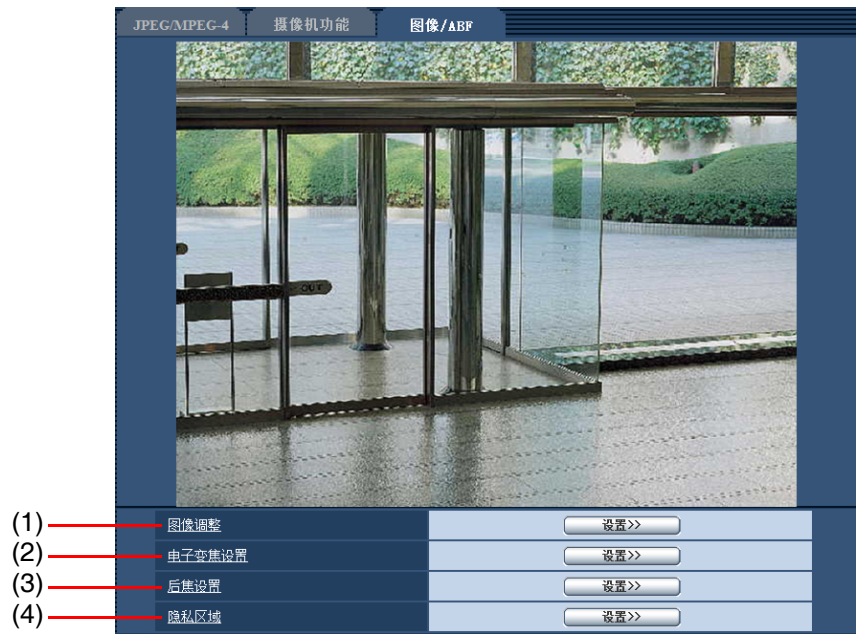 JPEG/MPEG-4 摄像机功能 图像/ABF
OUT
(1) 图像调整 设置>>
(2) 电子变焦设置 设置>>
(3) 后焦设置 设置>>
(4) 隐私区域 设置>>